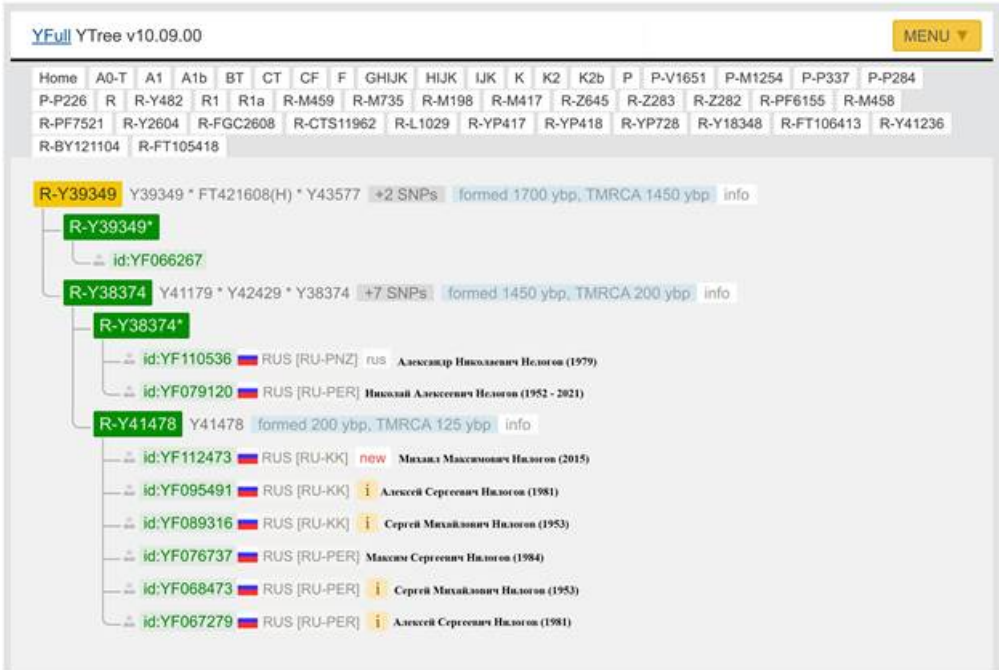 YFull YTree v10.09.00 MENU ▼
Home A0-T A1 A1b BT CT CF F GHIJK HIJK IJK K K2 K2b P P-V1651 P-M1254 P-P337 P-P284
P-P226 R R-Y482 R1 R1a R-M459 R-M735 R-M198 R-M417 R-Z645 R-Z283 R-Z282 R-PF6155 R-M458
R-PF7521 R-Y2604 R-FGC2608 R-CTS11962 R-L1029 R-YP417 R-YP418 R-YP728 R-Y18348 R-FT106413 R-Y41236
R-BY121104 R-FT105418
R-Y39349 Y39349 * FT421608(H) * Y43577 +2 SNPs formed 1700 ybp, TMRCA 1450 ybp info
R-Y39349*
id:YF066267
R-Y38374 Y41179 * Y42429 * Y38374 +7 SNPs formed 1450 ybp, TMRCA 200 ybp info
R-Y38374*
id:YF110536 RUS [RU-PNZ] rus Александр Николаевич Нелогов (1979)
id:YF079120 RUS [RU-PER] Николай Алексеевич Нелогов (1952 - 2021)
R-Y41478 Y41478 formed 200 ybp, TMRCA 125 ybp info
id:YF112473 RUS [RU-KK] new Михаил Максимович Нилогов (2015)
id:YF095491 RUS [RU-KK] i Алексей Сергеевич Нилогов (1981)
id:YF089316 RUS [RU-KK] i Сергей Михайлович Нилогов (1953)
id:YF076737 RUS [RU-PER] Максим Сергеевич Нилогов (1984)
id:YF068473 RUS [RU-PER] i Сергей Михайлович Нилогов (1953)
id:YF067279 RUS [RU-PER] i Алексей Сергеевич Нилогов (1981)